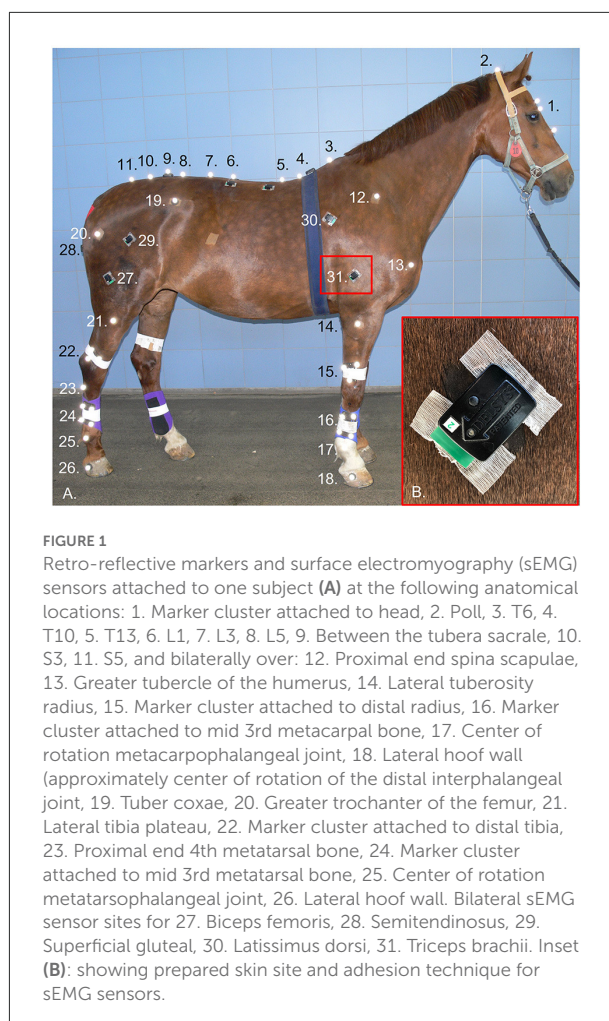 2.
1.
3.
11. 10. 9. 8. 7. 6. 5. 4.
19.
12.
30.
20.
29.
28.
13.
31.
27.
21.
14.
22.
15.
23.
24.
16.
25.
17.
26.
18.
A.
B.
2
FIGURE 1
Retro-reflective markers and surface electromyography (sEMG)
sensors attached to one subject (A) at the following anatomical
locations: 1. Marker cluster attached to head, 2. Poll, 3. T6, 4.
T10, 5. T13, 6. L1, 7. L3, 8. L5, 9. Between the tubera sacrale, 10.
S3, 11. S5, and bilaterally over: 12. Proximal end spina scapulae,
13. Greater tubercle of the humerus, 14. Lateral tuberosity
radius, 15. Marker cluster attached to distal radius, 16. Marker
cluster attached to mid 3rd metacarpal bone, 17. Center of
rotation metacarpophalangeal joint, 18. Lateral hoof wall
(approximately center of rotation of the distal interphalangeal
joint, 19. Tuber coxae, 20. Greater trochanter of the femur, 21.
Lateral tibia plateau, 22. Marker cluster attached to distal tibia,
23. Proximal end 4th metatarsal bone, 24. Marker cluster
attached to mid 3rd metatarsal bone, 25. Center of rotation
metatarsophalangeal joint, 26. Lateral hoof wall. Bilateral sEMG
sensor sites for 27. Biceps femoris, 28. Semitendinosus, 29.
Superficial gluteal, 30. Latissimus dorsi, 31. Triceps brachii. Inset
(B): showing prepared skin site and adhesion technique for
sEMG sensors.